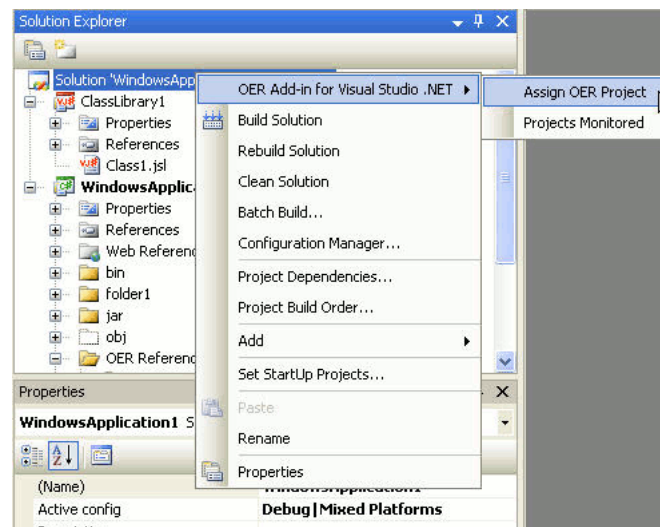 Solution Explorer
Solution 'WindowsApp
ClassLibrary1
Properties
References
Class1.jsl
WindowsApplic
Properties
References
Web Referenc
bin
folder1
jar
obj
OER Referenc
OER Add-in for Visual Studio .NET
Build Solution
Rebuild Solution
Clean Solution
Batch Build...
Configuration Manager...
Project Dependencies...
Project Build Order...
Add
Set StartUp Projects...
Paste
Rename
Properties
Assign OER Project
Projects Monitored
Properties
WindowsApplication1 S
(Name)
Active config
Debug|Mixed Platforms